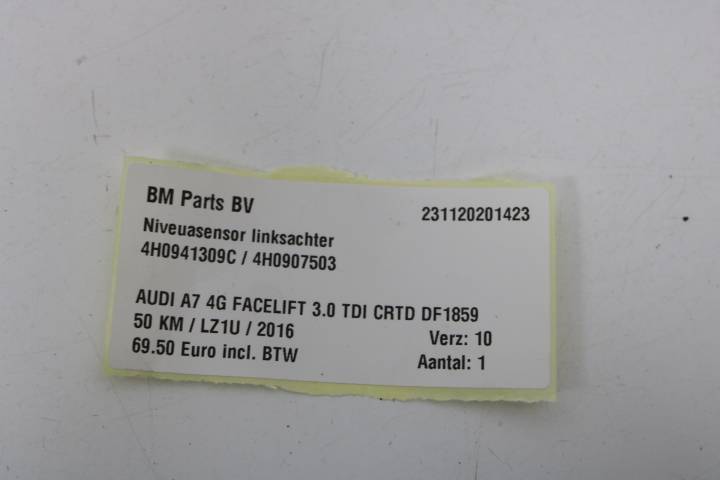 BM Parts BV 231120201423
Niveuasensor linksachter
4H0941309C / 4H0907503
AUDI A7 4G FACELIFT 3.0 TDI CRTD DF1859
50 KM / LZ1U / 2016 Verz: 10
69.50 Euro incl. BTW Aantal: 1